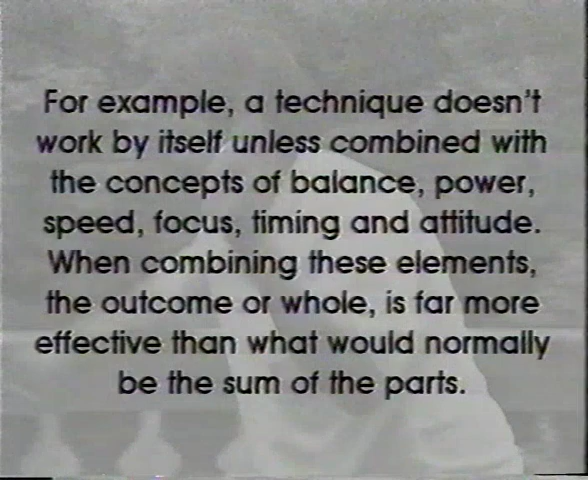 For example, a technique doesn't
work by itself unless combined with
the concepts of balance, power,
speed, focus, timing and attitude.
When combining these elements,
the outcome or whole, is far more
effective than what would normally
be the sum of the parts.